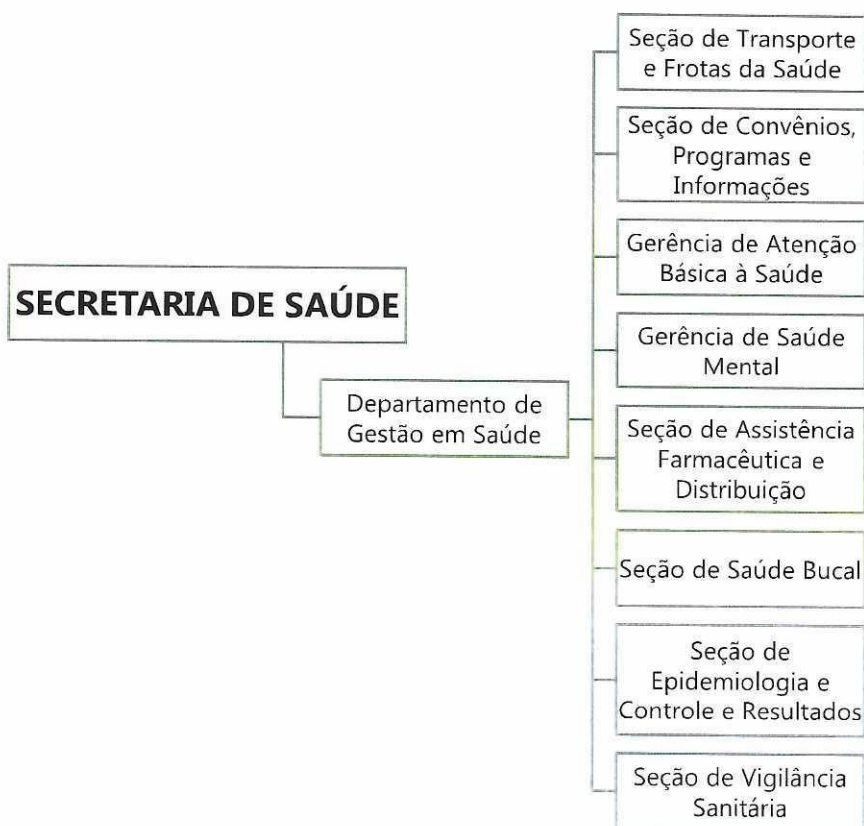 SECRETARIA DE SAÚDE
Departamento de
Gestão em Saúde
Seção de Transporte
e Frotas da Saúde
Seção de Convênios,
Programas e
Informações
Gerência de Atenção
Básica à Saúde
Gerência de Saúde
Mental
Seção de Assistência
Farmacêutica e
Distribuição
Seção de Saúde Bucal
Seção de
Epidemiologia e
Controle e Resultados
Seção de Vigilância
Sanitária